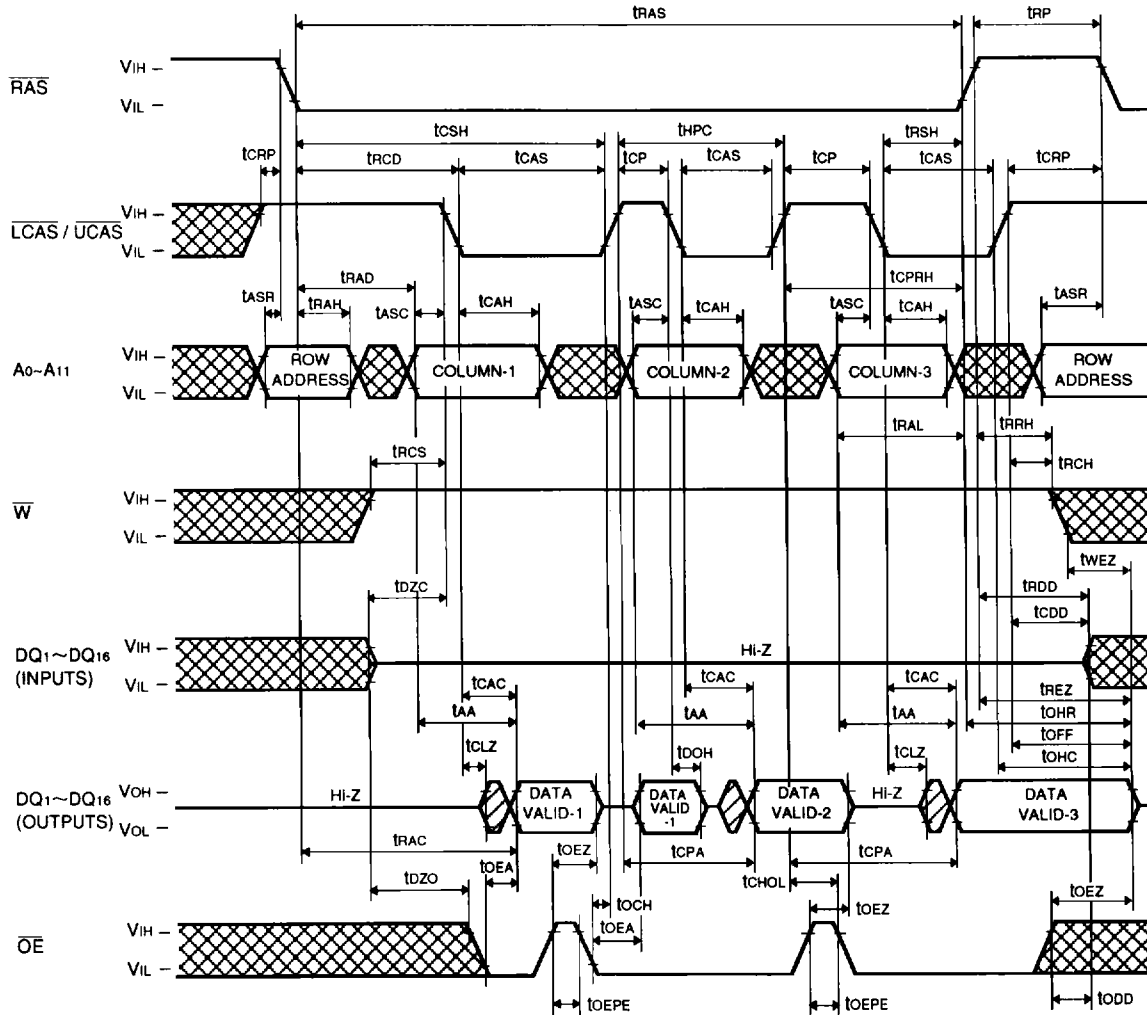 tRAS tRP
RAS VIH
VIL
tCSH tHPC tRSH
tCRP tRCD tCAS tCP tCAS tCP tCAS tCRP
LCAS / UCAS VIH
VIL
tRAD tCPRH
tASR tRAH tASC tCAH tASC tCAH tASC tCAH tASR
A0~A11 VIH
VIL
ROW ADDRESS COLUMN-1 COLUMN-2 COLUMN-3 ROW ADDRESS
tRAL tRRH
tRCS tRCH
W VIH
VIL
tWEZ
tDZC tRDD
tCDD
DQ1~DQ16 (INPUTS) VIH
VIL
Hi-Z
tCAC tCAC tCAC tREZ
tAA tAA tAA tOHR
tCLZ tDOH tCLZ tOFF
tOHC
DQ1~DQ16 (OUTPUTS) VOH
VOL
Hi-Z DATA VALID-1 DATA VALID -1 DATA VALID-2 Hi-Z DATA VALID-3
tRAC tOEZ tCPA tCPA
tOEA
tDZO tOCH tCHOL tOEZ tOEZ
tOEA
OE VIH
VIL
tOEPE tOEPE tODD